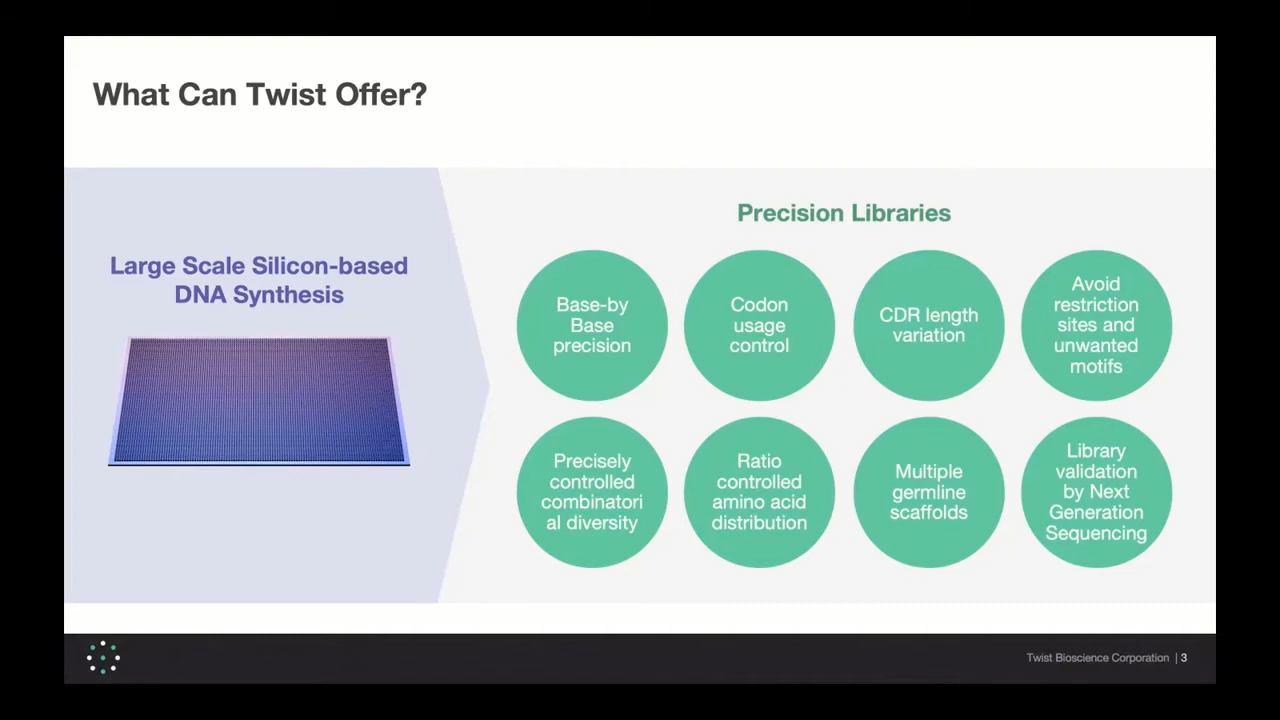 What Can Twist Offer?
Large Scale Silicon-based
DNA Synthesis
Precision Libraries
Base-by
Base
precision
Codon
usage
control
CDR length
variation
Avoid
restriction
sites and
unwanted
motifs
Precisely
controlled
combinatori
al diversity
Ratio
controlled
amino acid
distribution
Multiple
germline
scaffolds
Library
validation
by Next
Generation
Sequencing
Twist Bioscience Corporation | 3